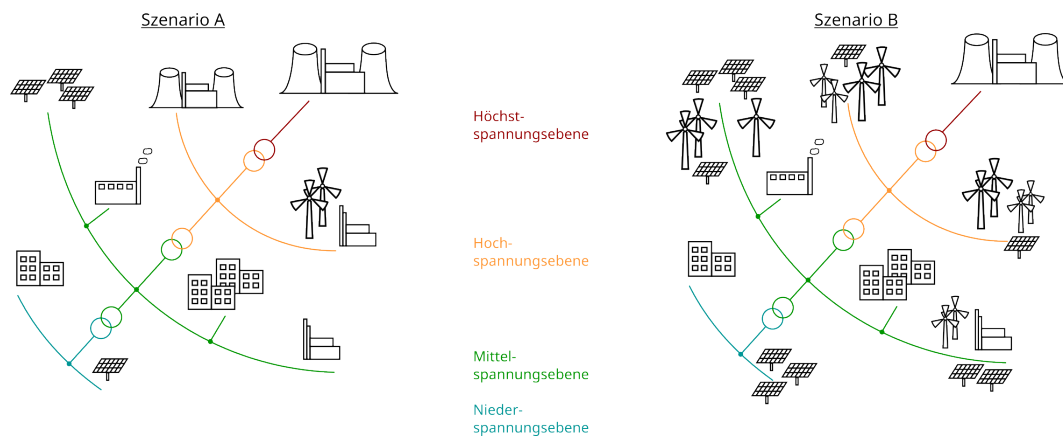 Szenario A
Szenario B
Höchst-
spannungsebene
Hoch-
spannungsebene
Mittel-
spannungsebene
Nieder-
spannungsebene